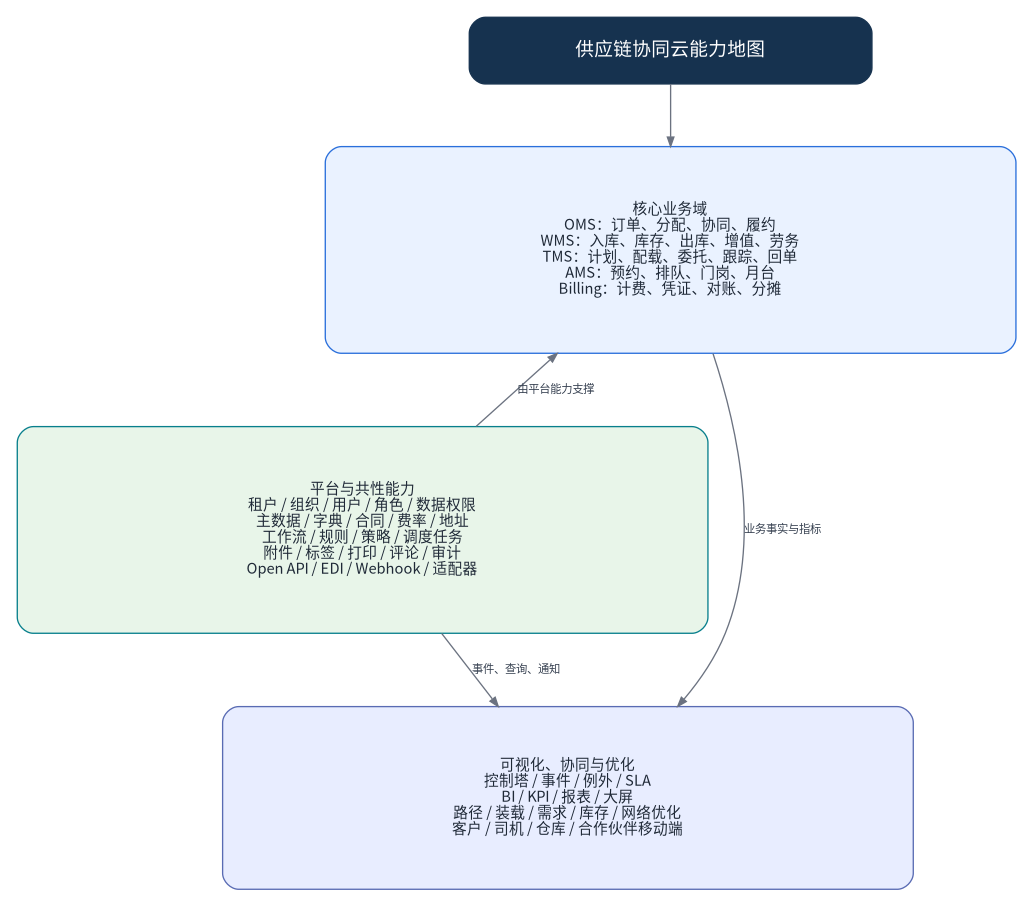 供应链协同云能力地图
核心业务域
OMS：订单、分配、协同、履约
WMS：入库、库存、出库、增值、劳务
TMS：计划、配载、委托、跟踪、回单
AMS：预约、排队、门岗、月台
Billing：计费、凭证、对账、分摊
由平台能力支撑
平台与共性能力
租户 / 组织 / 用户 / 角色 / 数据权限
主数据 / 字典 / 合同 / 费率 / 地址
工作流 / 规则 / 策略 / 调度任务
附件 / 标签 / 打印 / 评论 / 审计
Open API / EDI / Webhook / 适配器
业务事实与指标
事件、查询、通知
可视化、协同与优化
控制塔 / 事件 / 例外 / SLA
BI / KPI / 报表 / 大屏
路径 / 装载 / 需求 / 库存 / 网络优化
客户 / 司机 / 仓库 / 合作伙伴移动端